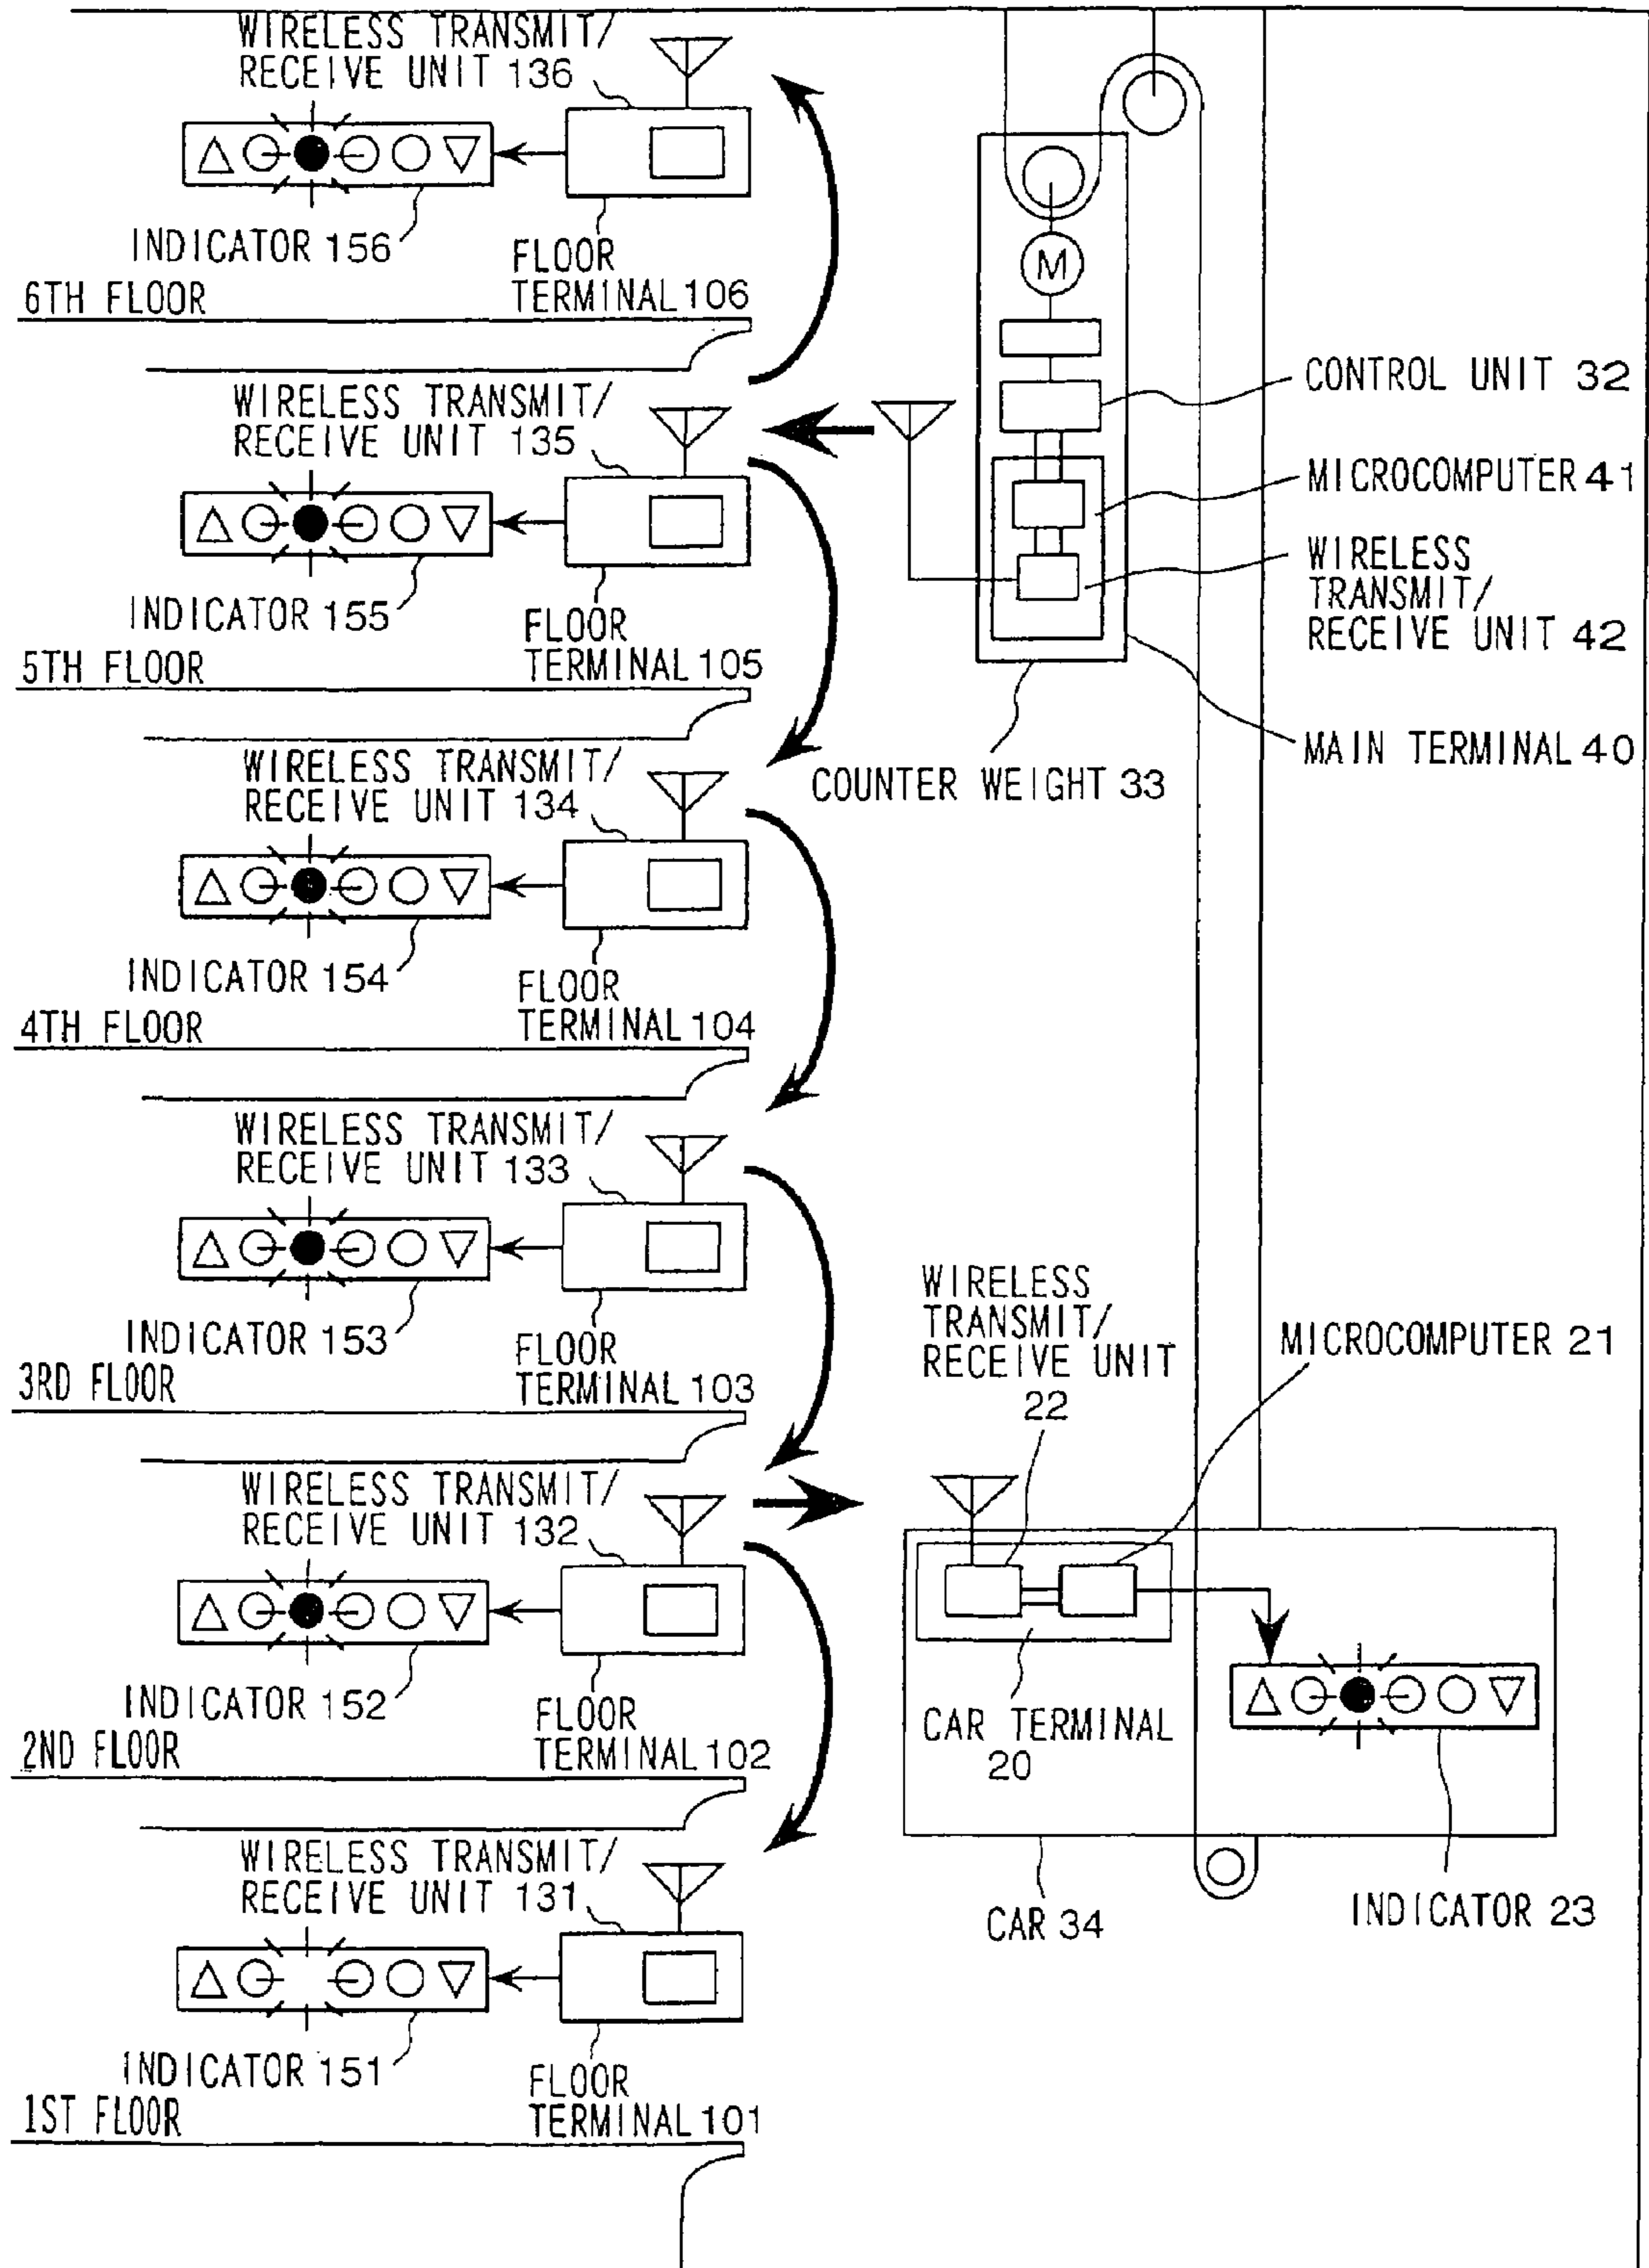 WIRELESS TRANSMIT/
RECEIVE UNIT 136
INDICATOR 156
FLOOR
TERMINAL 106
6TH FLOOR
WIRELESS TRANSMIT/
RECEIVE UNIT 135
INDICATOR 155
FLOOR
TERMINAL 105
5TH FLOOR
WIRELESS TRANSMIT/
RECEIVE UNIT 134
INDICATOR 154
FLOOR
TERMINAL 104
4TH FLOOR
WIRELESS TRANSMIT/
RECEIVE UNIT 133
INDICATOR 153
FLOOR
TERMINAL 103
3RD FLOOR
WIRELESS TRANSMIT/
RECEIVE UNIT 132
INDICATOR 152
FLOOR
TERMINAL 102
2ND FLOOR
WIRELESS TRANSMIT/
RECEIVE UNIT 131
INDICATOR 151
FLOOR
TERMINAL 101
1ST FLOOR
M
CONTROL UNIT 32
MICROCOMPUTER 41
WIRELESS
TRANSMIT/
RECEIVE UNIT 42
MAIN TERMINAL 40
COUNTER WEIGHT 33
WIRELESS
TRANSMIT/
RECEIVE UNIT
22
MICROCOMPUTER 21
CAR TERMINAL
20
CAR 34
INDICATOR 23